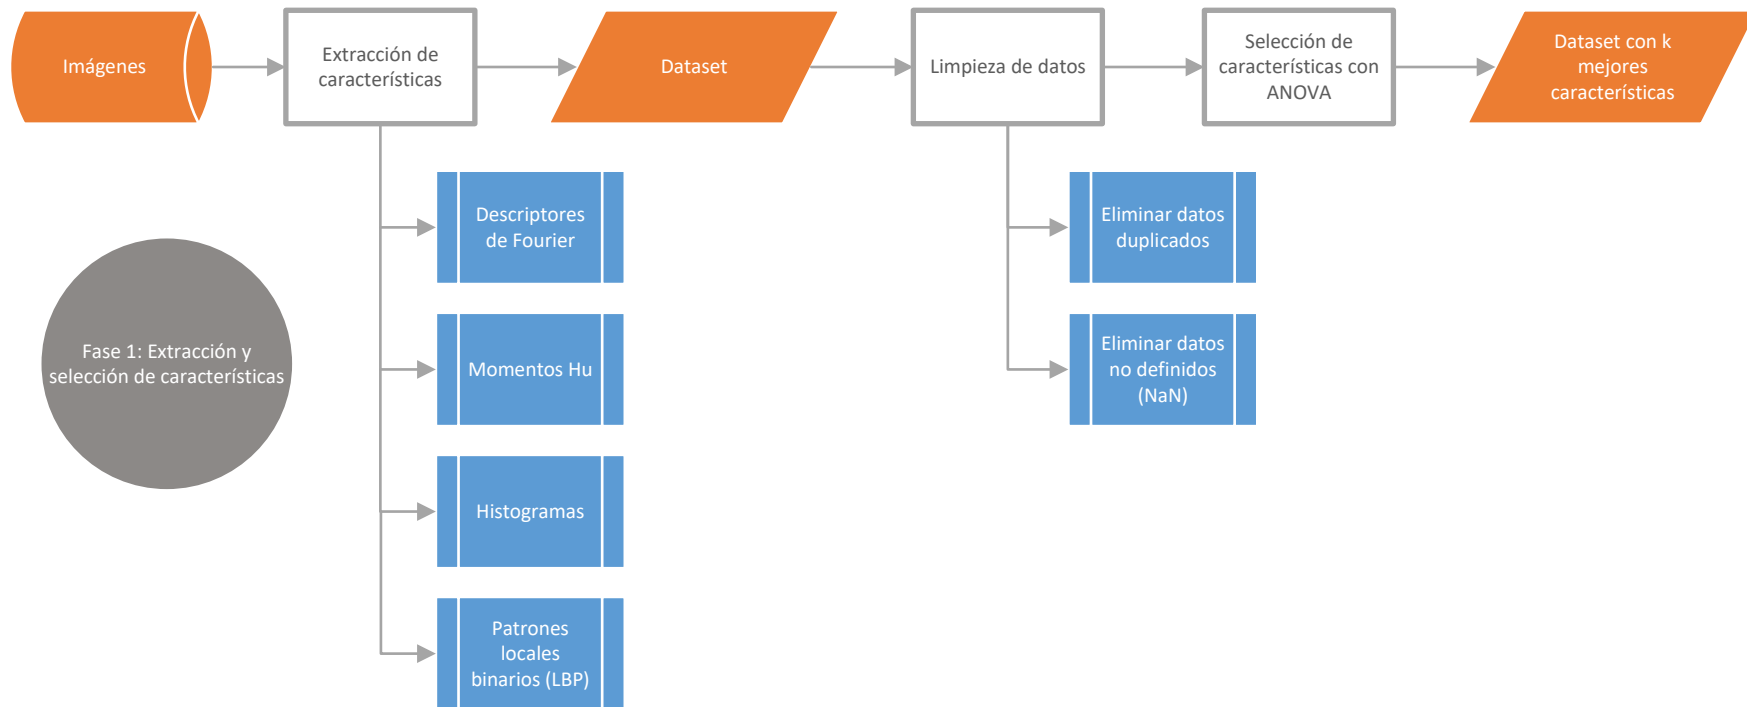 Imágenes
Extracción de
características
Dataset
Limpieza de datos
Selección de
características con
ANOVA
Dataset con k
mejores
características
Descriptores
de Fourier
Eliminar datos
duplicados
Fase 1: Extracción y
selección de características
Momentos Hu
Eliminar datos
no definidos
(NaN)
Histogramas
Patrones
locales
binarios (LBP)